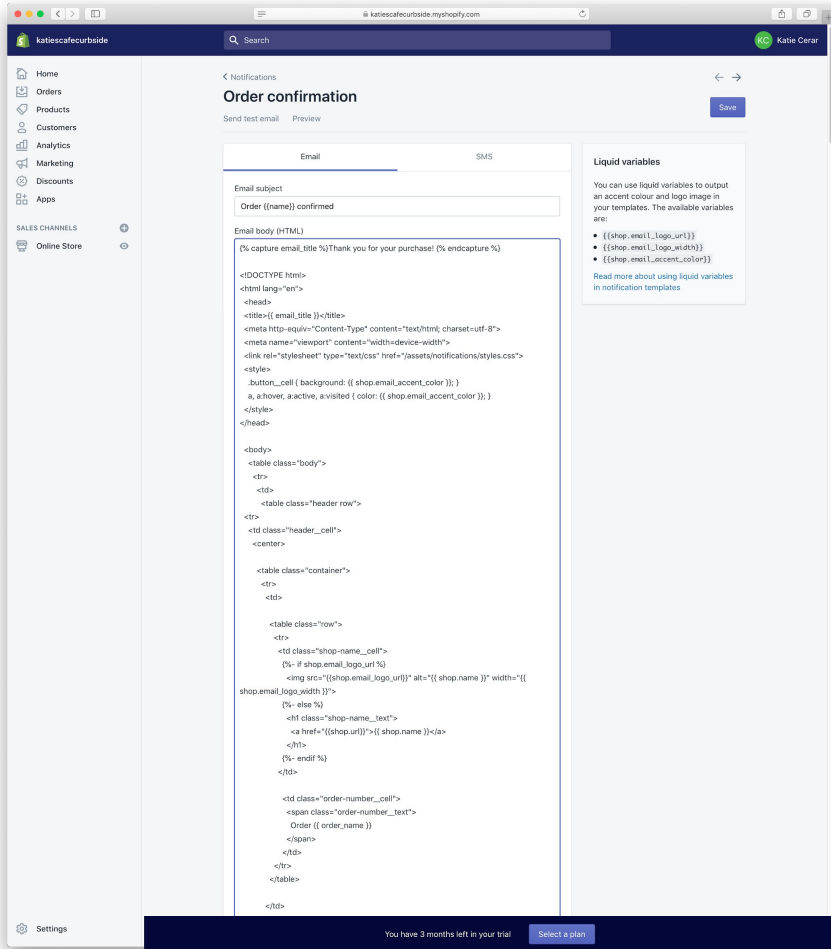 katiescafecurbside.myshopify.com
katiescafecurbside
Search
KC Katie Cerar
Home
Orders
Products
Customers
Analytics
Marketing
Discounts
Apps
SALES CHANNELS
Online Store
Settings
Notifications
Order confirmation
Send test email Preview
Save
Email SMS
Email subject
Order {{name}} confirmed
Email body (HTML)
{% capture email_title %}Thank you for your purchase! {% endcapture %}
<!DOCTYPE html>
<html lang="en">
<head>
<title>{{ email_title }}</title>
<meta http-equiv="Content-Type" content="text/html; charset=utf-8">
<meta name="viewport" content="width=device-width">
<link rel="stylesheet" type="text/css" href="/assets/notifications/styles.css">
<style>
.button__cell { background: {{ shop.email_accent_color }}; }
a, a:hover, a:active, a:visited { color: {{ shop.email_accent_color }}; }
</style>
</head>
<body>
<table class="body">
<tr>
<td>
<table class="header row">
<tr>
<td class="header__cell">
<center>
<table class="container">
<tr>
<td>
<table class="row">
<tr>
<td class="shop-name__cell">
{%- if shop.email_logo_url %}
<img src="{{shop.email_logo_url}}" alt="{{ shop.name }}" width="{{
shop.email_logo_width }}">
{%- else %}
<h1 class="shop-name__text">
<a href="{{shop.url}}">{{ shop.name }}</a>
</h1>
{%- endif %}
</td>
<td class="order-number__cell">
<span class="order-number__text">
Order {{ order_name }}
</span>
</td>
</tr>
</table>
</td>
Liquid variables
You can use liquid variables to output
an accent colour and logo image in
your templates. The available variables
are:
• {{shop.email_logo_url}}
• {{shop.email_logo_width}}
• {{shop.email_accent_color}}
Read more about using liquid variables
in notification templates
You have 3 months left in your trial
Select a plan